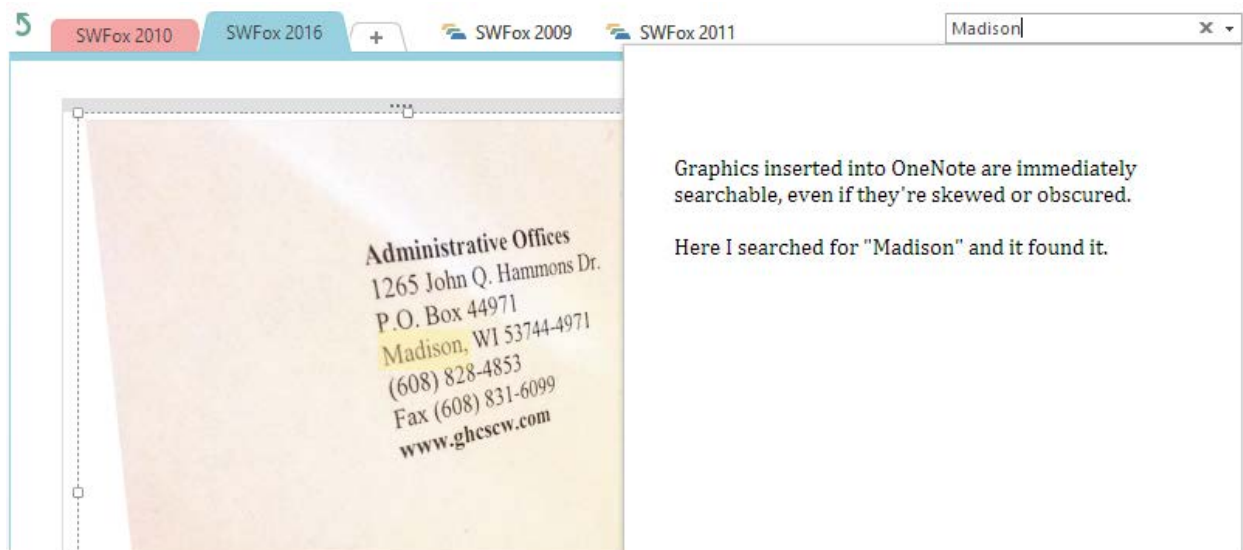 SWFox 2010
SWFox 2016
+
SWFox 2009
SWFox 2011
Madison
Administrative Offices
1265 John Q. Hammons Dr.
P.O. Box 44971
Madison, WI 53744-4971
(608) 828-4853
Fax (608) 831-6099
www.ghcscw.com
Graphics inserted into OneNote are immediately
searchable, even if they're skewed or obscured.
Here I searched for "Madison" and it found it.